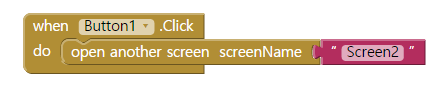 when Button1 .Click
do open another screen screenName " Screen2 "